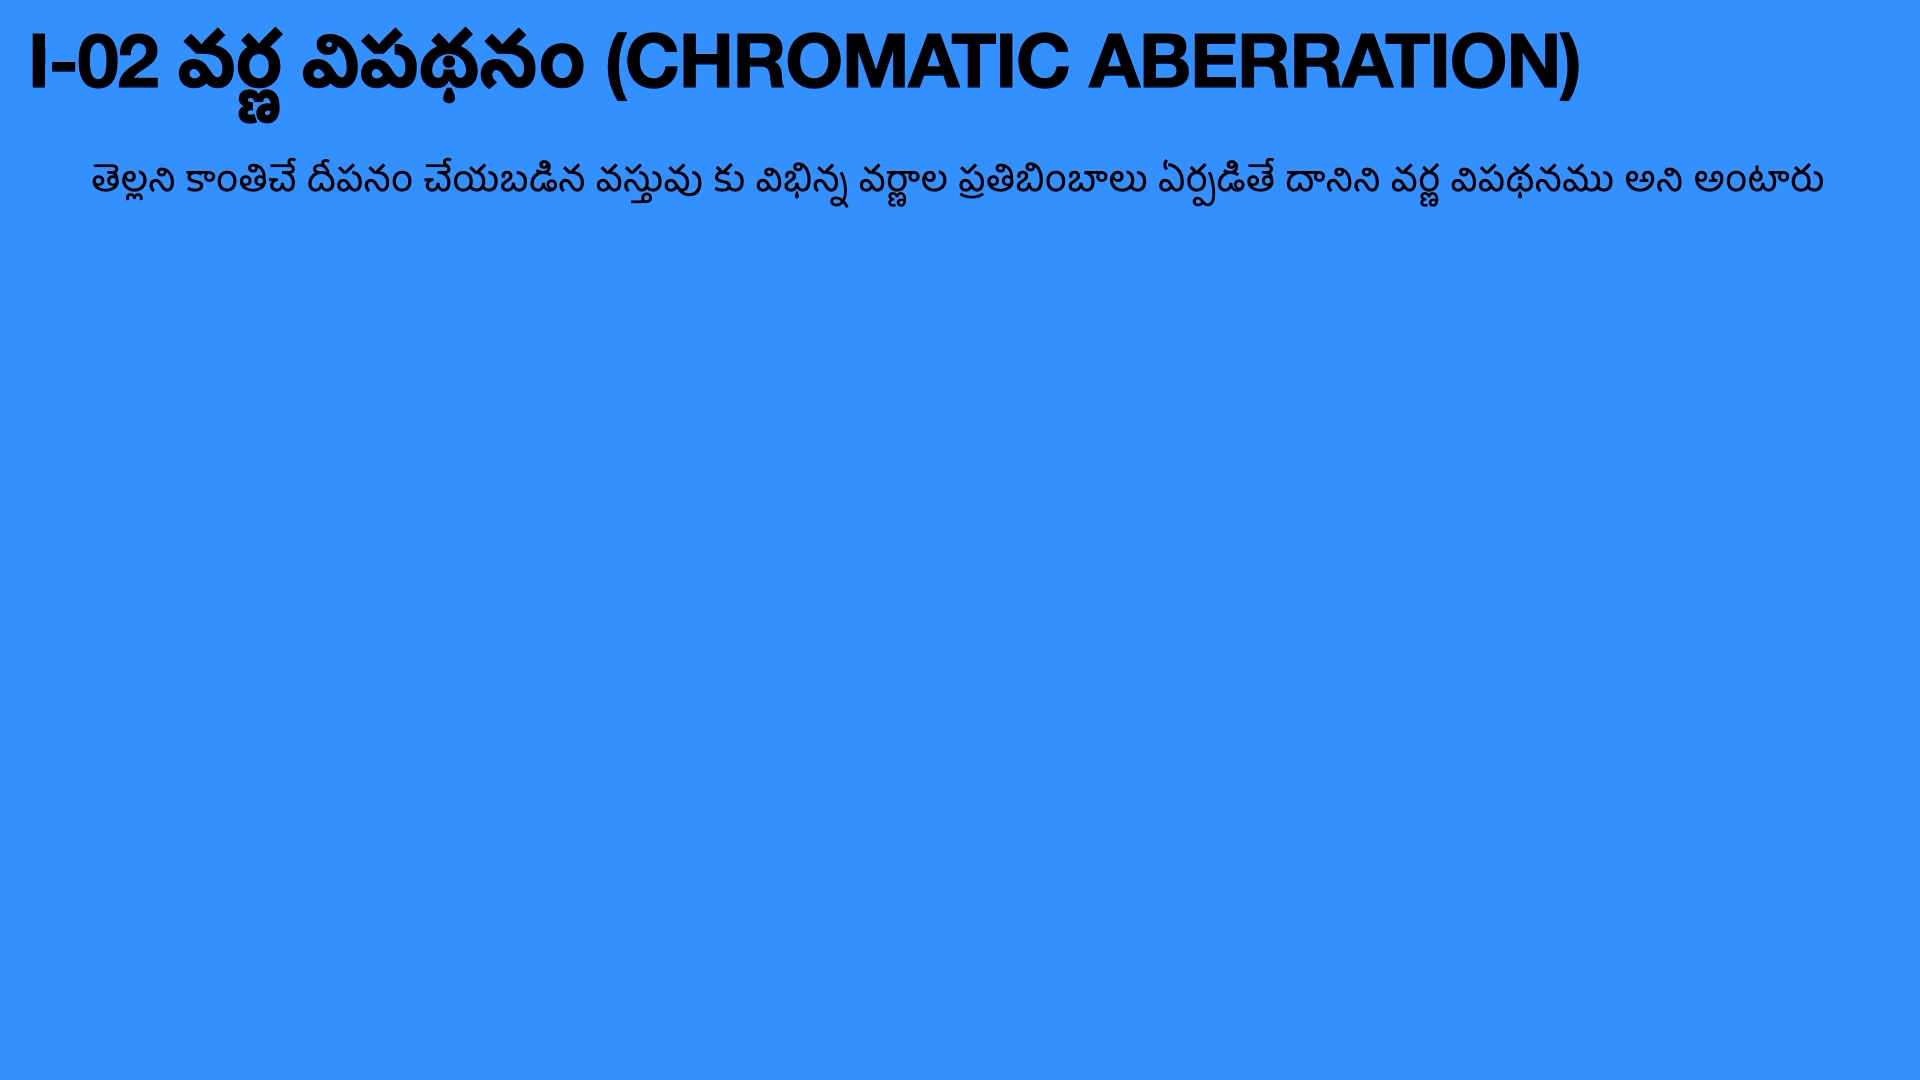 I-02 వర్ణ విపథనం (CHROMATIC ABERRATION)
తెల్లని కాంతిచే దీపనం చేయబడిన వస్తువు కు విభిన్న వర్ణాల ప్రతిబింబాలు ఏర్పడితే దానిని వర్ణ విపథనము అని అంటారు